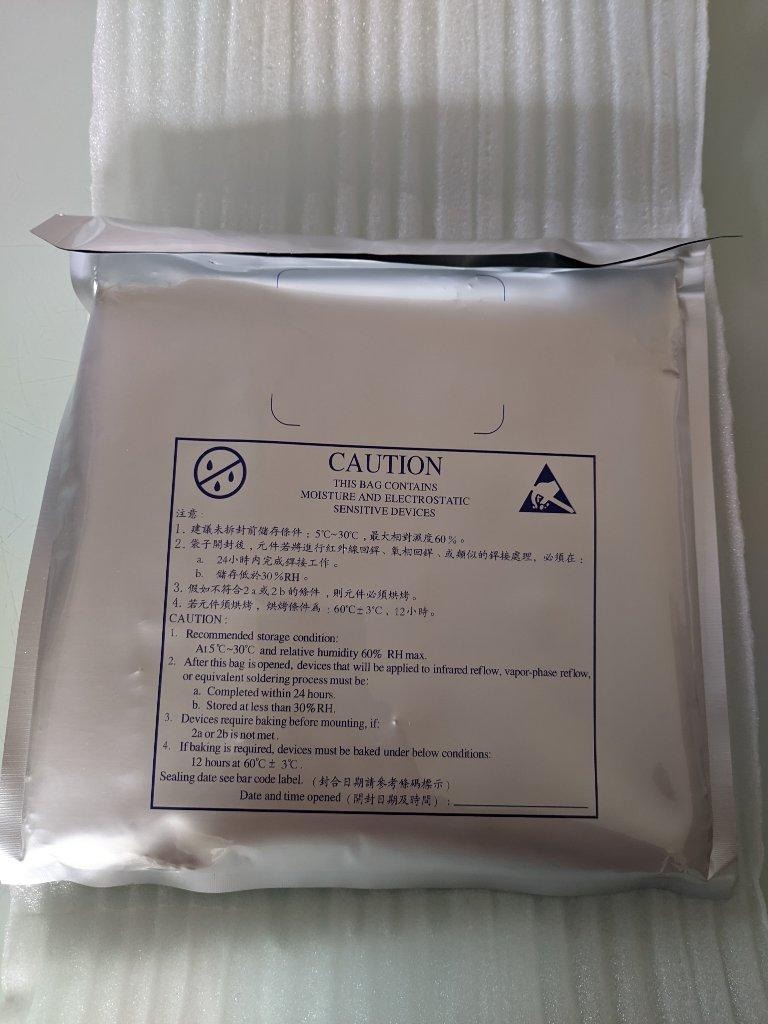 CAUTION
THIS BAG CONTAINS
MOISTURE AND ELECTROSTATIC
SENSITIVE DEVICES
注意：
1. 建議未拆封前儲存條件：5℃~30℃，最大相對濕度60%。
2. 袋子開封後，元件若將進行紅外線回銲、氣相回銲、或類似的銲接處理，必須在：
a. 24小時內完成銲接工作。
b. 儲存低於30%RH。
3. 假如不符合2a或2b的條件，則元件必須烘烤。
4. 若元件須烘烤，烘烤條件為：60℃±3℃，12小時。
CAUTION:
1. Recommended storage condition:
At 5℃~30℃ and relative humidity 60% RH max.
2. After this bag is opened, devices that will be applied to infrared reflow, vapor-phase reflow,
or equivalent soldering process must be:
a. Completed within 24 hours.
b. Stored at less than 30%RH.
3. Devices require baking before mounting, if:
2a or 2b is not met.
4. If baking is required, devices must be baked under below conditions:
12 hours at 60℃ ± 3℃.
Sealing date see bar code label. (封合日期請參考條碼標示)
Date and time opened (開封日期及時間)：